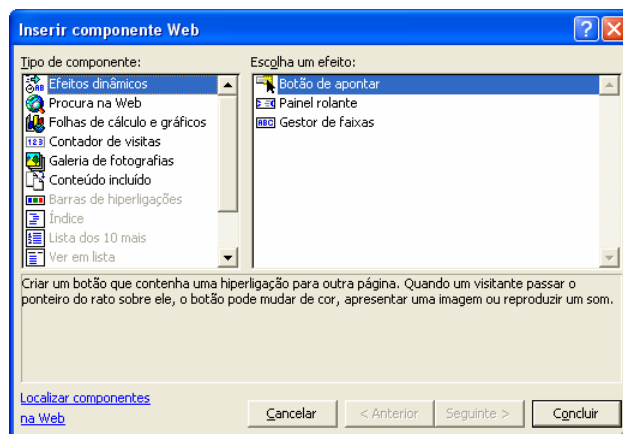 Inserir componente Web
Tipo de componente:
Efeitos dinâmicos
Procura na Web
Folhas de cálculo e gráficos
Contador de visitas
Galeria de fotografias
Conteúdo incluído
Barras de hiperligações
Índice
Lista dos 10 mais
Ver em lista
Escolha um efeito:
Botão de apontar
Painel rolante
Gestor de faixas
Criar um botão que contenha uma hiperligação para outra página. Quando um visitante passar o
ponteiro do rato sobre ele, o botão pode mudar de cor, apresentar uma imagem ou reproduzir um som.
Localizar componentes
na Web
Cancelar
< Anterior
Seguinte >
Concluir